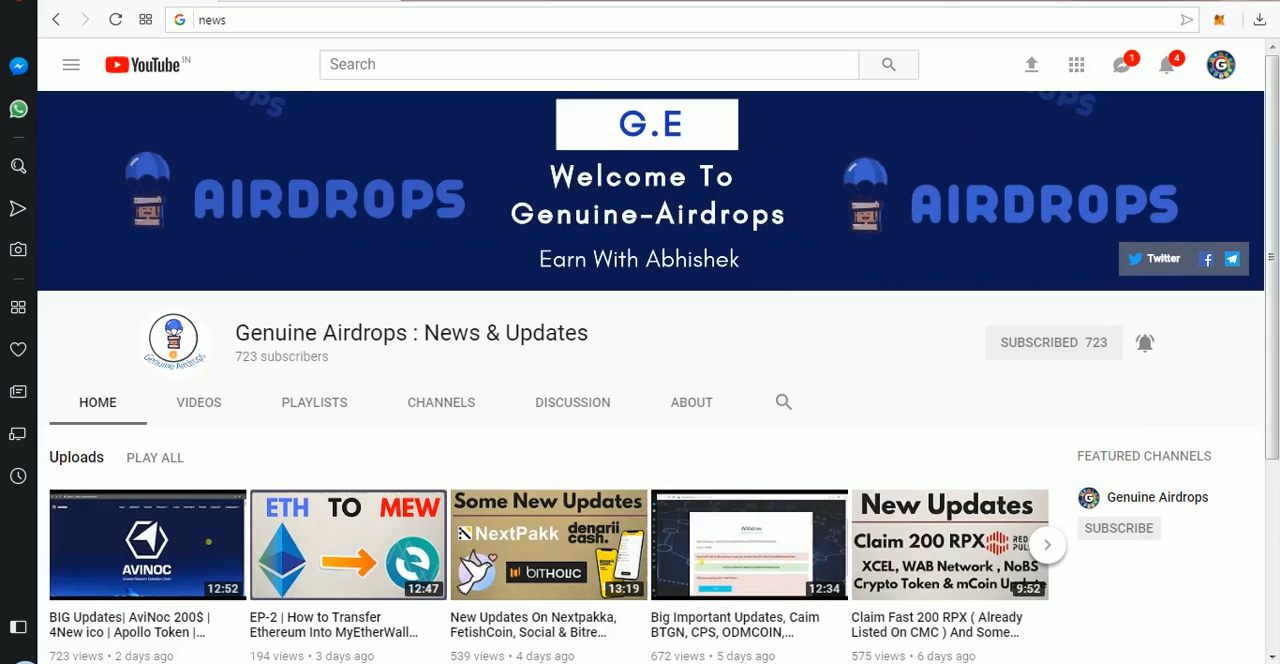 news
YouTube IN
Search
1
4
G
G.E
Welcome To
Genuine-Airdrops
Earn With Abhishek
AIRDROPS
AIRDROPS
Twitter
Genuine Airdrops
Genuine Airdrops : News & Updates
723 subscribers
SUBSCRIBED 723
HOME
VIDEOS
PLAYLISTS
CHANNELS
DISCUSSION
ABOUT
Uploads
PLAY ALL
FEATURED CHANNELS
Genuine Airdrops
SUBSCRIBE
AVINOC
12:52
BIG Updates| AviNoc 200$ |
4New ico | Apollo Token |...
723 views • 2 days ago
ETH TO MEW
12:47
EP-2 | How to Transfer
Ethereum Into MyEtherWall...
194 views • 3 days ago
Some New Updates
NextPakk
denarii
cash
BITHOLIC
13:19
New Updates On Nextpakka,
FetishCoin, Social & Bitre...
539 views • 4 days ago
Withdraw
12:34
Big Important Updates, Caim
BTGN, CPS, ODMCOIN,...
672 views • 5 days ago
New Updates
Claim 200 RPX
XCEL, WAB Network , NoBS
Crypto Token & mCoin
9:52
Claim Fast 200 RPX ( Already
Listed On CMC ) And Some...
575 views • 6 days ago